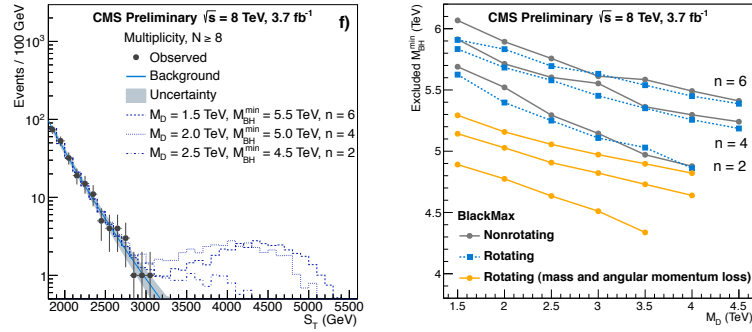 CMS Preliminary √s = 8 TeV, 3.7 fb⁻¹
f)
Multiplicity, N ≥ 8
Observed
Background
Uncertainty
M_D = 1.5 TeV, M_BH^min = 5.5 TeV, n = 6
M_D = 2.0 TeV, M_BH^min = 5.0 TeV, n = 4
M_D = 2.5 TeV, M_BH^min = 4.5 TeV, n = 2
Events / 100 GeV
10³
10²
10
1
2000 2500 3000 3500 4000 4500 5000 5500
S_T (GeV)
CMS Preliminary √s = 8 TeV, 3.7 fb⁻¹
Excluded M_BH^min (TeV)
6
5.5
5
4.5
4
n = 6
n = 4
n = 2
BlackMax
Nonrotating
Rotating
Rotating (mass and angular momentum loss)
1.5 2 2.5 3 3.5 4 4.5
M_D (TeV)